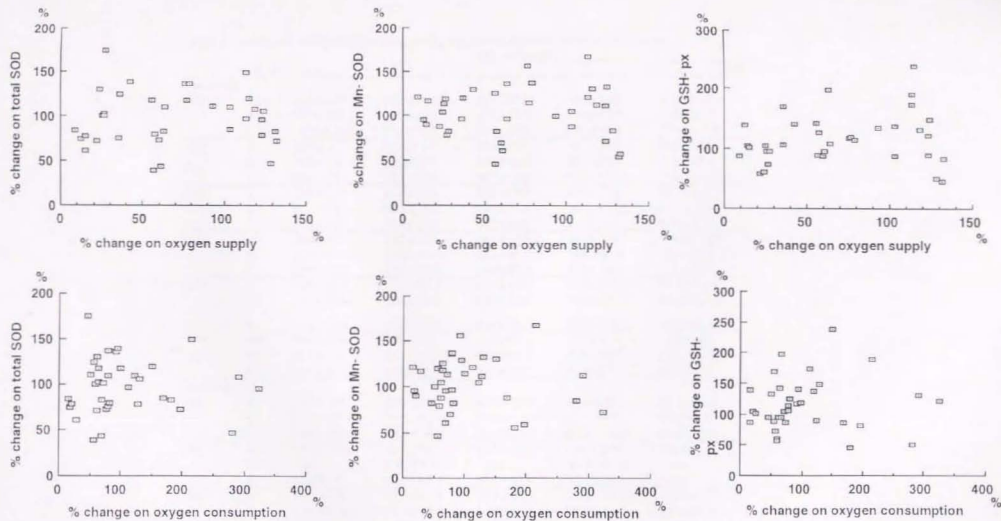 %
% change on total SOD
200
150
100
50
0
0 50 100 150
%
% change on oxygen supply
%
% change on Mn- SOD
200
150
100
50
0
0 50 100 150
%
% change on oxygen supply
%
% change on GSH- px
300
200
100
0
0 50 100 150
%
% change on oxygen supply
%
% change on total SOD
200
150
100
50
0
0 100 200 300 400
%
% change on oxygen consumption
%
% change on Mn- SOD
200
150
100
50
0
0 100 200 300 400
%
% change on oxygen consumption
%
% change on GSH-
px
300
250
200
150
100
50
0
0 100 200 300 400
%
% change on oxygen consumption